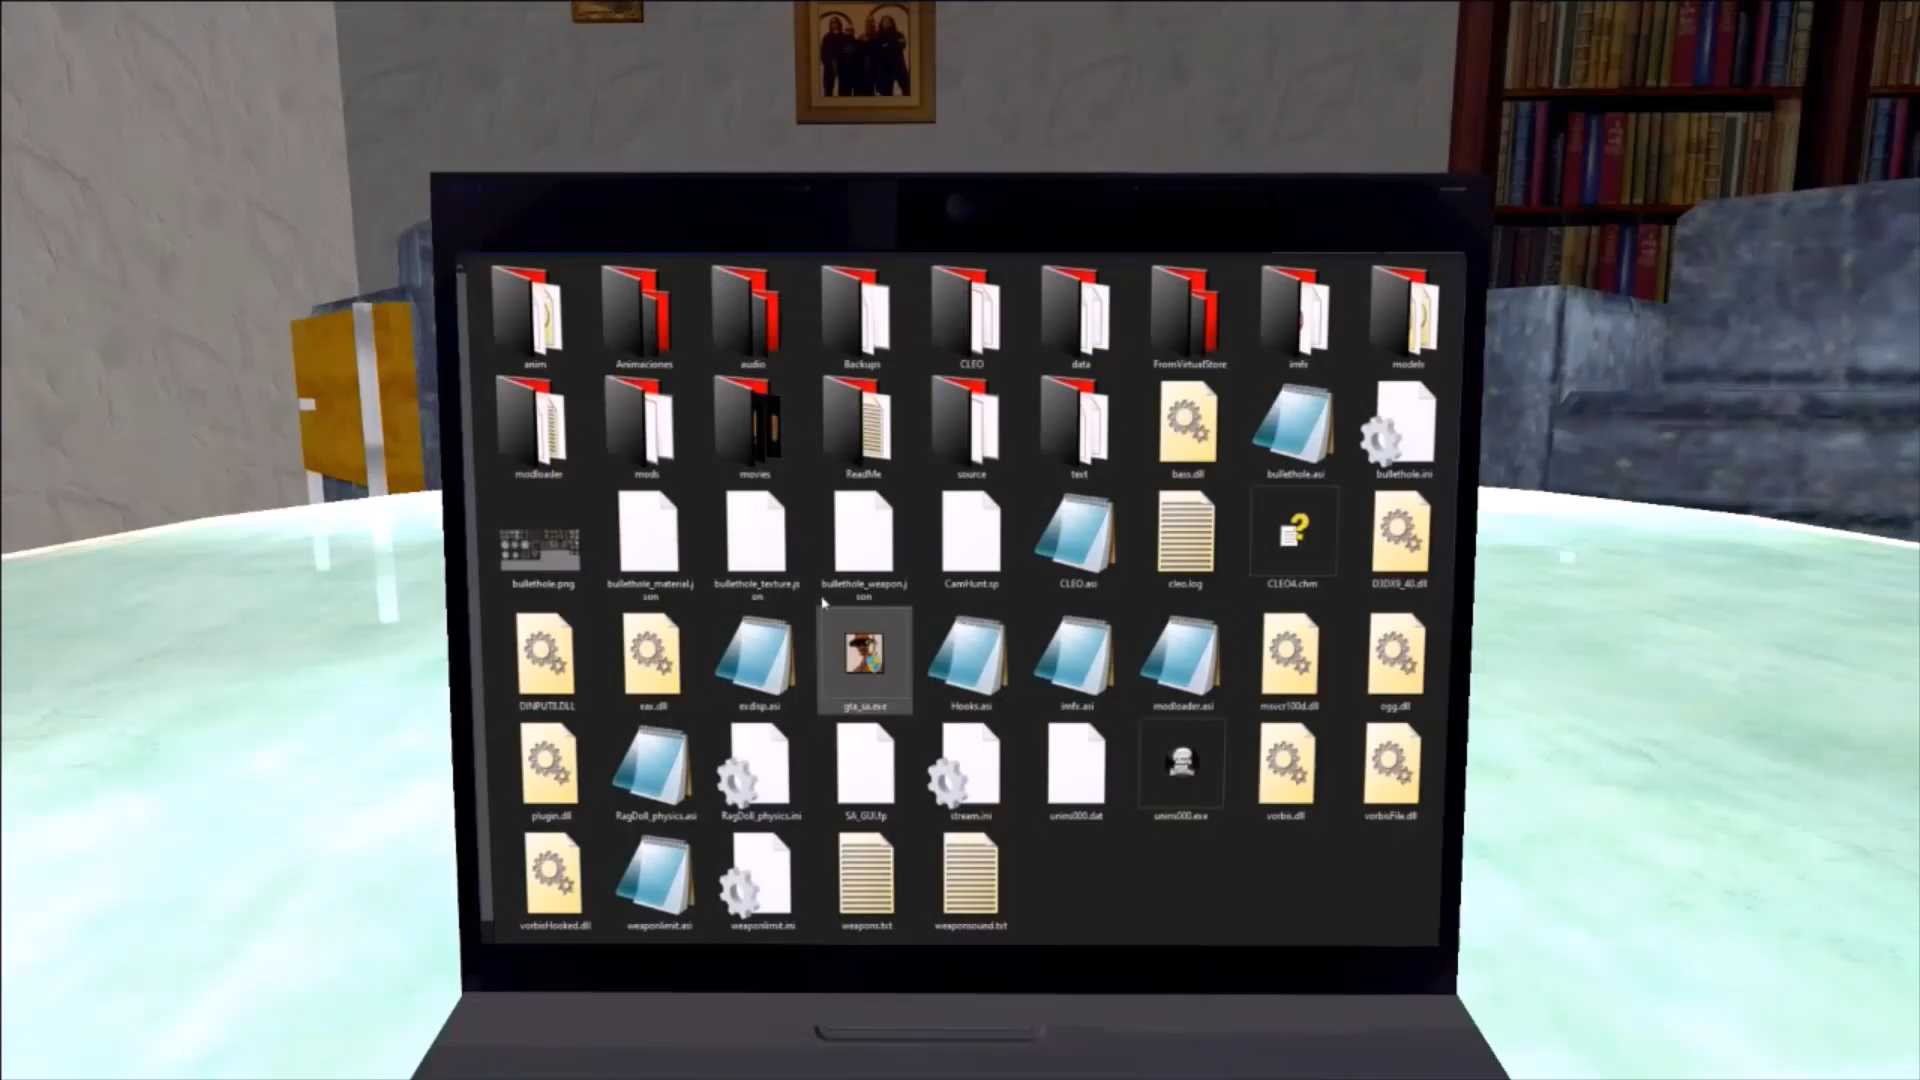 anim
Animaciones
audio
Backups
CLEO
data
FromVirtualStore
imfx
models
modloader
mods
movies
ReadMe
source
text
bass.dll
bullethole.asi
bullethole.ini
bullethole.png
bullethole_material.j
son
bullethole_texture.js
on
bullethole_weapon.j
son
CamHunt.sp
CLEO.asi
cleo.log
CLEO4.chm
D3DX9_40.dll
DINPUT8.DLL
eax.dll
exdisp.asi
gta_sa.exe
Hooks.asi
imfx.asi
modloader.asi
msvcr100d.dll
ogg.dll
plugin.dll
RagDoll_physics.asi
RagDoll_physics.ini
SA_GUI.fp
stream.ini
unins000.dat
unins000.exe
vorbis.dll
vorbisFile.dll
vorbisHooked.dll
weaponlimit.asi
weaponlimit.ini
weapons.txt
weaponsound.txt